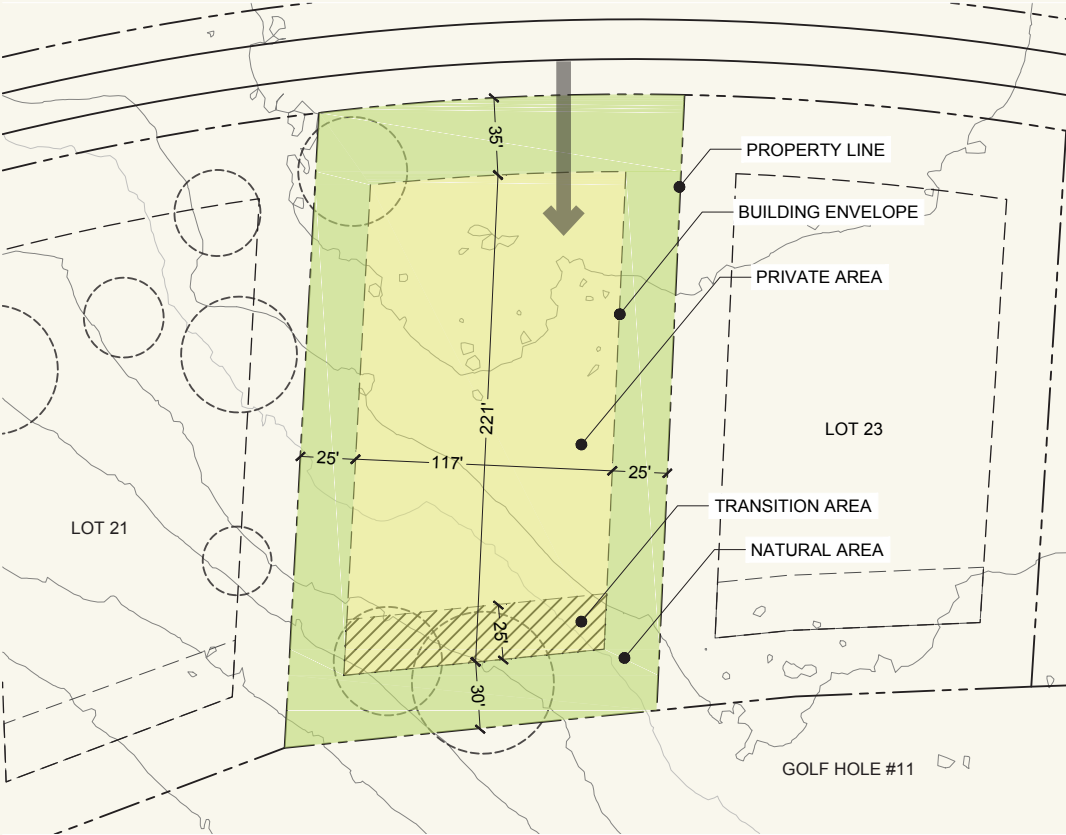 35'
PROPERTY LINE
BUILDING ENVELOPE
PRIVATE AREA
221'
LOT 23
25'
117'
25'
TRANSITION AREA
LOT 21
NATURAL AREA
25'
30'
GOLF HOLE #11